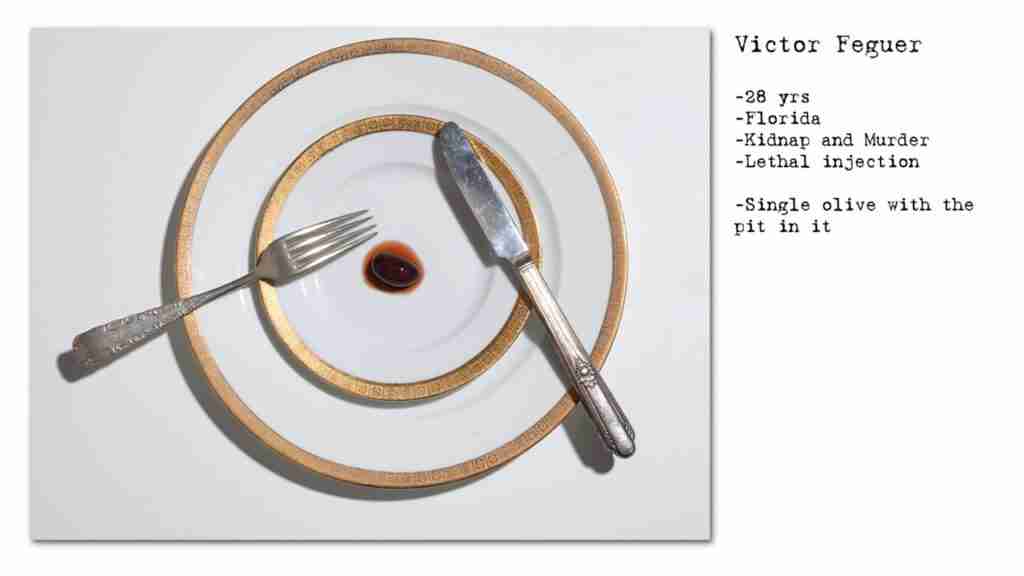 Victor Feguer
-28 yrs
-Florida
-Kidnap and Murder
-Lethal injection
-Single olive with the
pit in it